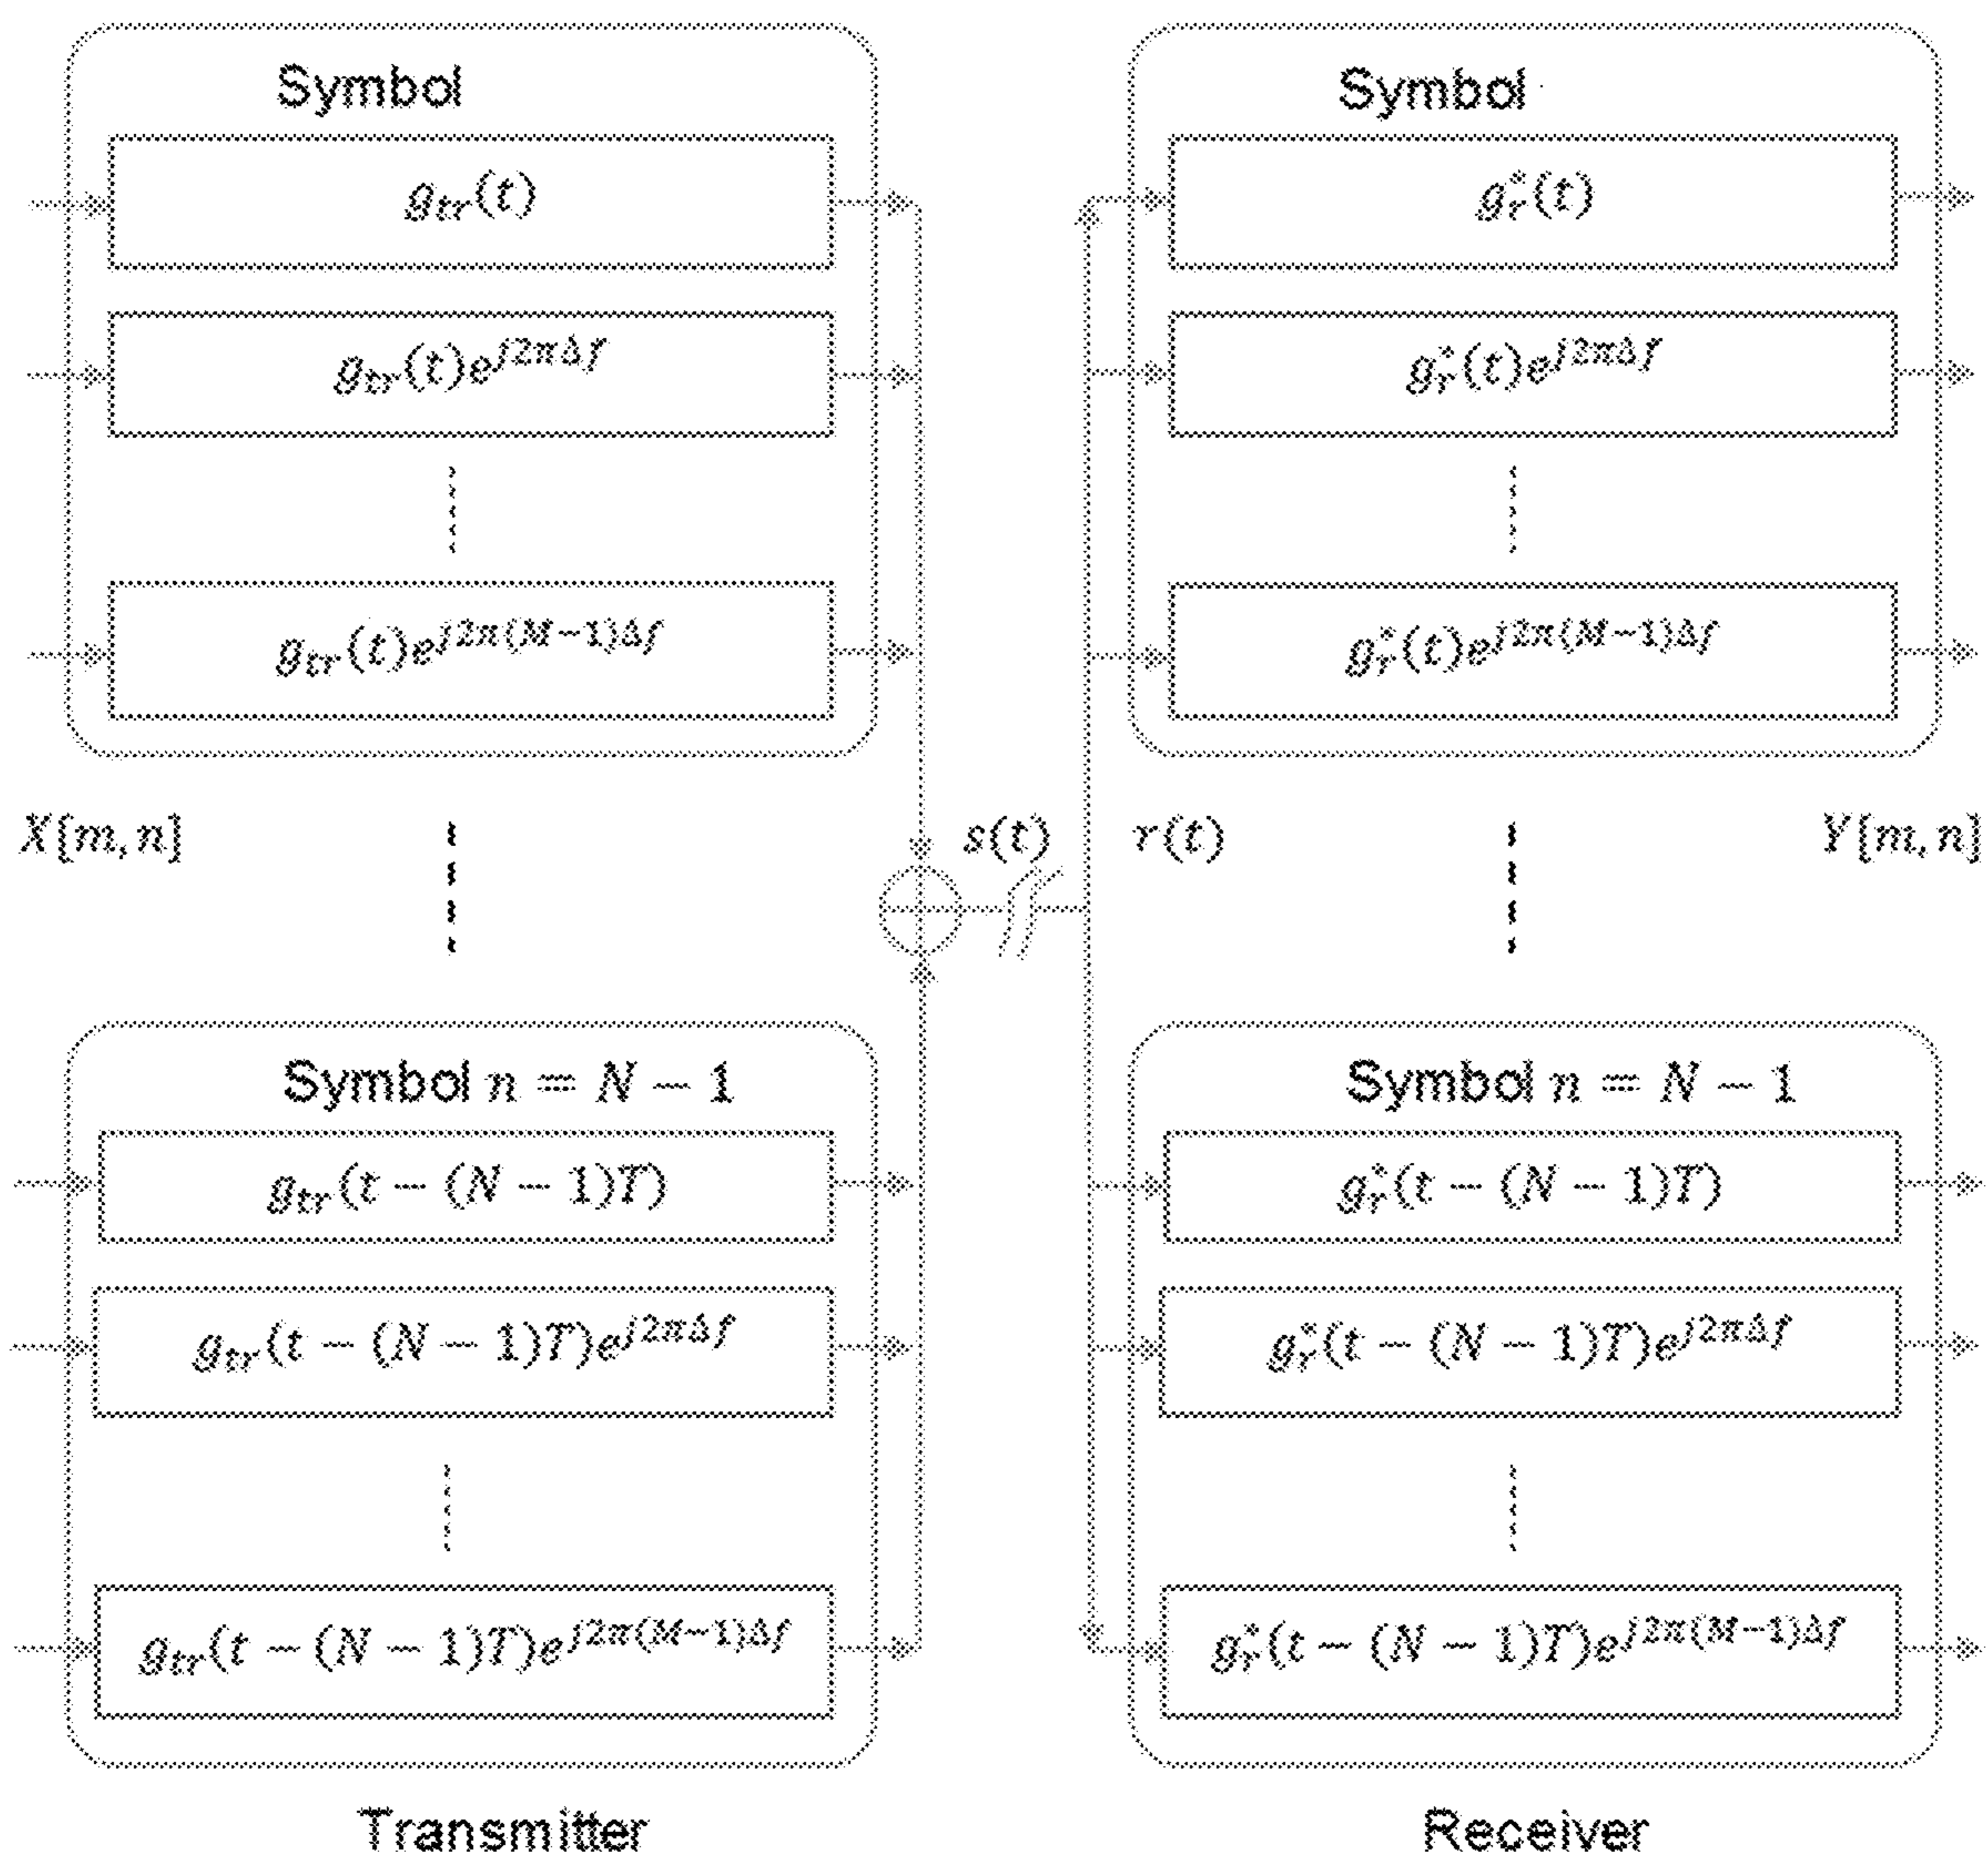 Symbol
g_tr(t)
g_tr(t)e^{j2πΔf}
g_tr(t)e^{j2π(M−1)Δf}
Symbol
g_r^*(t)
g_r^*(t)e^{j2πΔf}
g_r^*(t)e^{j2π(M−1)Δf}
X[m,n]
s(t)
r(t)
Y[m,n]
Symbol n = N − 1
g_tr(t − (N − 1)T)
g_tr(t − (N − 1)T)e^{j2πΔf}
g_tr(t − (N − 1)T)e^{j2π(M−1)Δf}
Transmitter
Symbol n = N − 1
g_r^*(t − (N − 1)T)
g_r^*(t − (N − 1)T)e^{j2πΔf}
g_r^*(t − (N − 1)T)e^{j2π(M−1)Δf}
Receiver